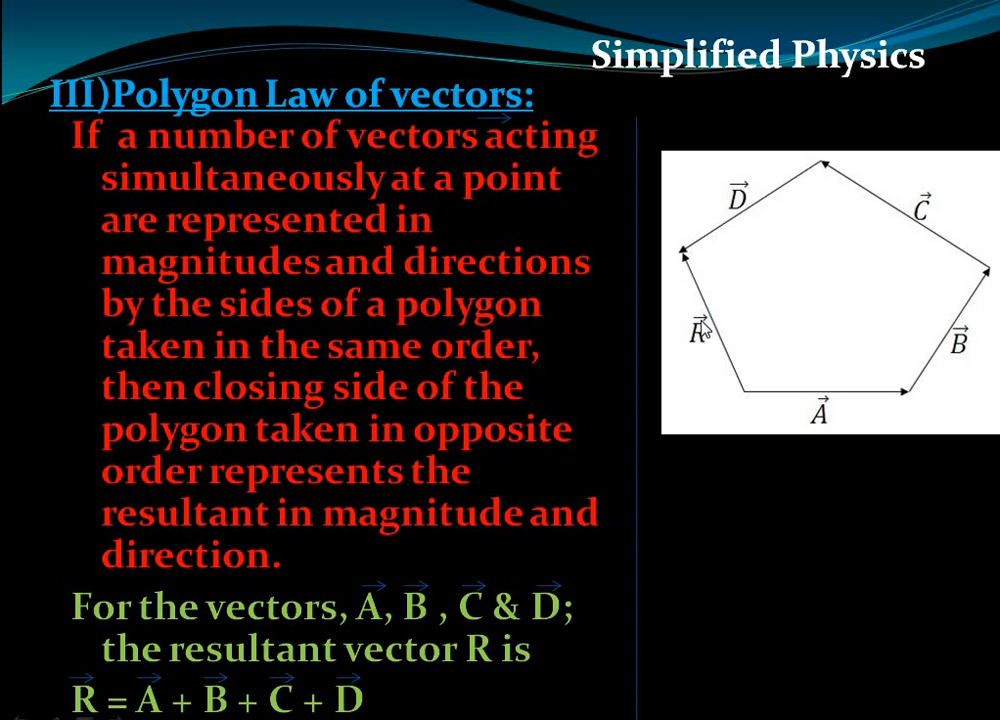 Simplified Physics
III)Polygon Law of vectors:
If a number of vectors acting
simultaneously at a point
are represented in
magnitudes and directions
by the sides of a polygon
taken in the same order,
then closing side of the
polygon taken in opposite
order represents the
resultant in magnitude and
direction.
For the vectors, A⃗, B⃗ , C⃗ & D⃗;
the resultant vector R is
R⃗ = A⃗ + B⃗ + C⃗ + D⃗
D⃗
C⃗
R⃗
B⃗
A⃗